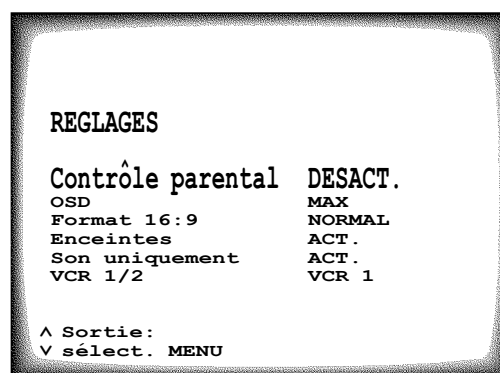 REGLAGES
Contrôle parental DESACT.
OSD MAX
Format 16:9 NORMAL
Enceintes ACT.
Son uniquement ACT.
VCR 1/2 VCR 1
^ Sortie:
v sélect. MENU